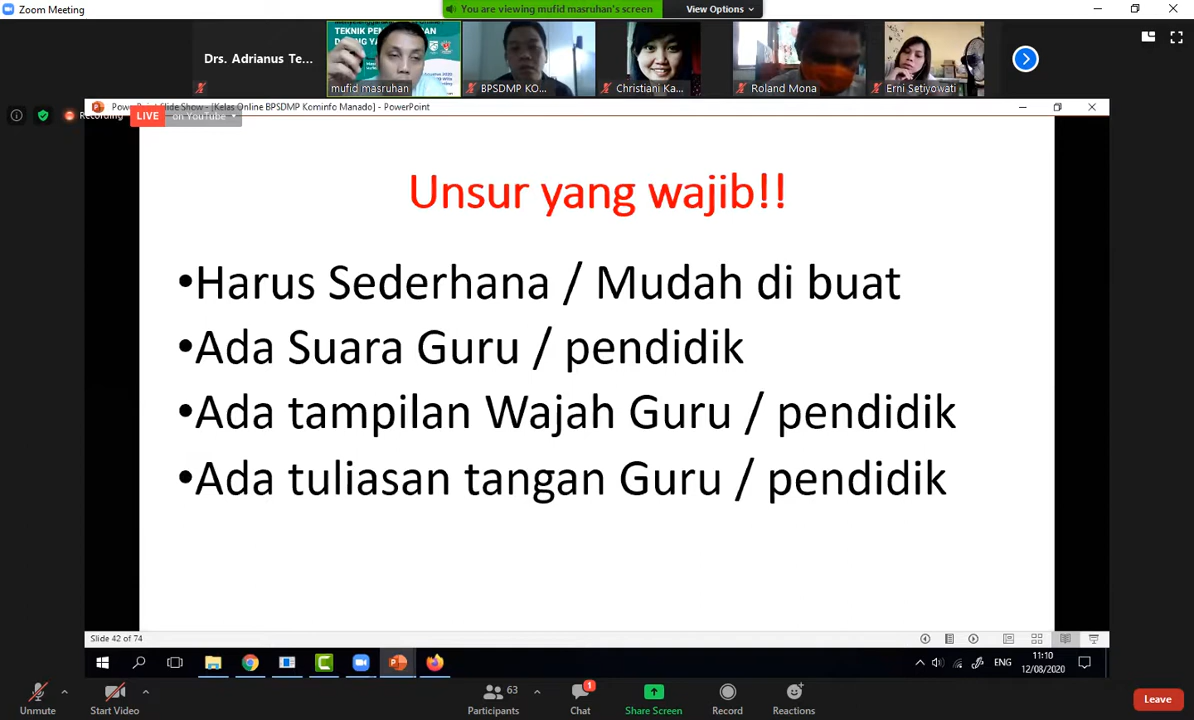 Zoom Meeting
You are viewing mufid masruhan's screen
View Options
Drs. Adrianus Te...
mufid masruhan
BPSDMP KO...
Christiani Ka...
Roland Mona
Erni Setiyowati
PowerPoint Slide Show - [Kelas Online BPSDMP Kominfo Manado] - PowerPoint
Recording
LIVE
on YouTube
Unsur yang wajib!!
•Harus Sederhana / Mudah di buat
•Ada Suara Guru / pendidik
•Ada tampilan Wajah Guru / pendidik
•Ada tuliasan tangan Guru / pendidik
Slide 42 of 74
ENG
11:10
12/08/2020
Unmute
Start Video
63
Participants
1
Chat
Share Screen
Record
Reactions
Leave